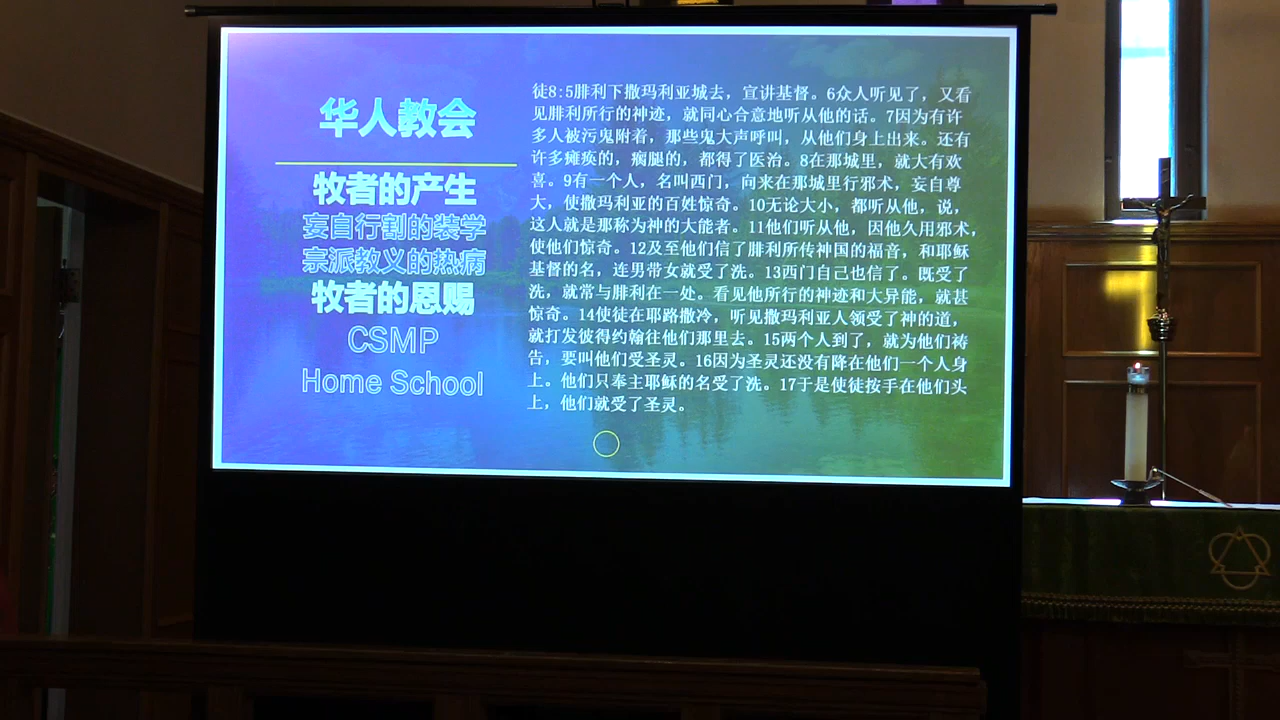 华人教会
牧者的产生
妄自行割的装学
宗派教义的热病
牧者的恩赐
CSMP
Home School
徒8:5腓利下撒玛利亚城去，宣讲基督。6众人听见了，又看
见腓利所行的神迹，就同心合意地听从他的话。7因为有许
多人被污鬼附着，那些鬼大声呼叫，从他们身上出来。还有
许多瘫痪的，瘸腿的，都得了医治。8在那城里，就大有欢
喜。9有一个人，名叫西门，向来在那城里行邪术，妄自尊
大，使撒玛利亚的百姓惊奇。10无论大小，都听从他，说，
这人就是那称为神的大能者。11他们听从他，因他久用邪术，
使他们惊奇。12及至他们信了腓利所传神国的福音，和耶稣
基督的名，连男带女就受了洗。13西门自己也信了。既受了
洗，就常与腓利在一处。看见他所行的神迹和大异能，就甚
惊奇。14使徒在耶路撒冷，听见撒玛利亚人领受了神的道，
就打发彼得约翰往他们那里去。15两个人到了，就为他们祷
告，要叫他们受圣灵。16因为圣灵还没有降在他们一个人身
上。他们只奉主耶稣的名受了洗。17于是使徒按手在他们头
上，他们就受了圣灵。